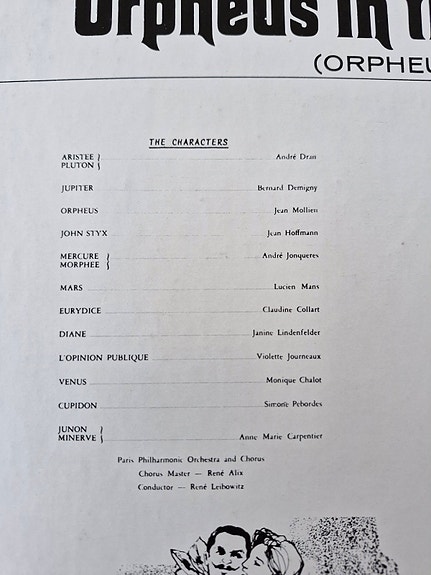 Orpheus in
(ORPHEU
THE CHARACTERS
ARISTEE } André Dran
PLUTON }
JUPITER Bernard Demigny
ORPHEUS Jean Mollien
JOHN STYX Jean Hoffmann
MERCURE } André Jonqueres
MORPHEE }
MARS Lucien Mans
EURYDICE Claudine Collart
DIANE Janine Lindenfelder
L'OPINION PUBLIQUE Violette Journeaux
VENUS Monique Chalot
CUPIDON Simone Pebordes
JUNON }
MINERVE } Anne Marie Carpentier
Paris Philharmonic Orchestra and Chorus
Chorus Master — René Alix
Conductor — René Leibowitz